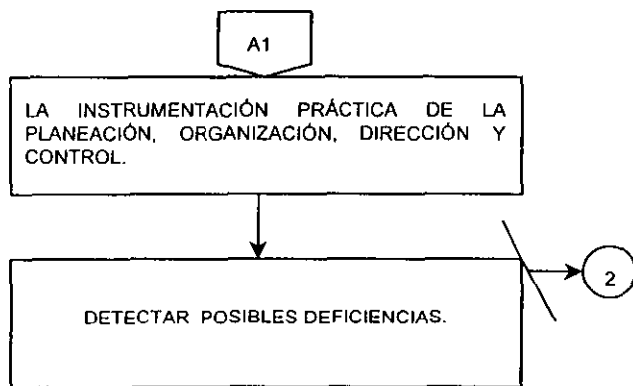 A1
LA INSTRUMENTACIÓN PRÁCTICA DE LA
PLANEACIÓN, ORGANIZACIÓN, DIRECCIÓN Y
CONTROL.
2
DETECTAR POSIBLES DEFICIENCIAS.